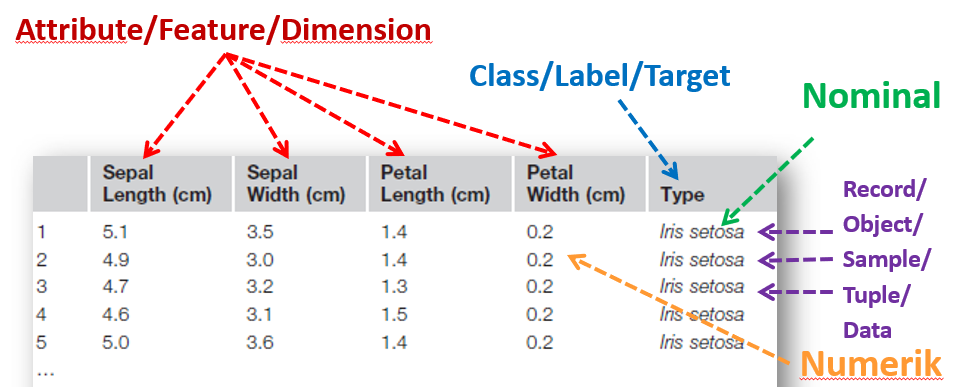 Attribute/Feature/Dimension
Class/Label/Target
Nominal
Sepal Length (cm) Sepal Width (cm) Petal Length (cm) Petal Width (cm) Type
1 5.1 3.5 1.4 0.2 Iris setosa
2 4.9 3.0 1.4 0.2 Iris setosa
3 4.7 3.2 1.3 0.2 Iris setosa
4 4.6 3.1 1.5 0.2 Iris setosa
5 5.0 3.6 1.4 0.2 Iris setosa
...
Record/
Object/
Sample/
Tuple/
Data
Numerik